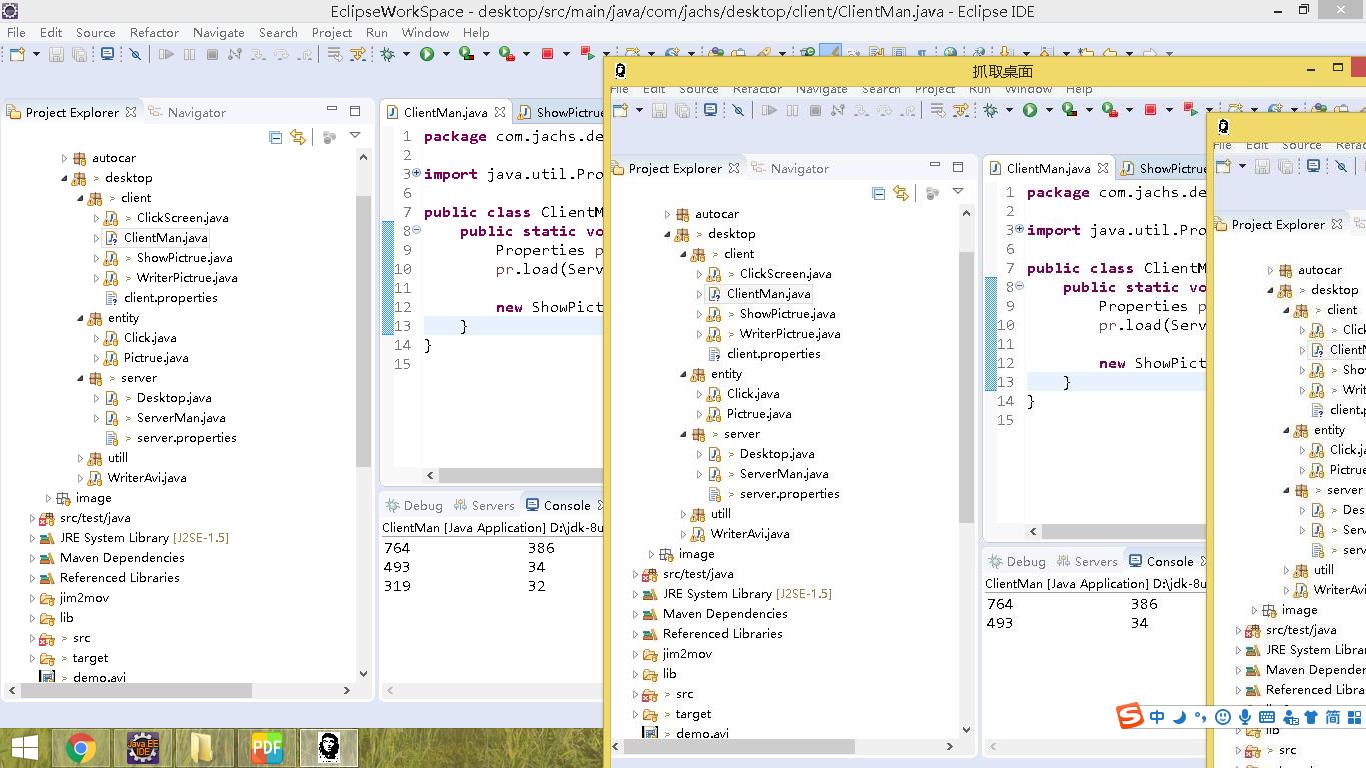 EclipseWorkSpace - desktop/src/main/java/com/jachs/desktop/client/ClientMan.java - Eclipse IDE
File Edit Source Refactor Navigate Search Project Run Window Help
Project Explorer
Navigator
autocar
> desktop
> client
> ClickScreen.java
ClientMan.java
> ShowPictrue.java
> WriterPictrue.java
client.properties
entity
Click.java
Pictrue.java
> server
> Desktop.java
> ServerMan.java
> server.properties
utill
WriterAvi.java
image
src/test/java
JRE System Library [J2SE-1.5]
Maven Dependencies
Referenced Libraries
jim2mov
lib
> src
> target
> demo.avi
ClientMan.java
ShowPictrue
1 package com.jachs.de
2
3 import java.util.Pro
7 public class ClientM
8 public static vo
9 Properties p
10 pr.load(Serv
11
12 new ShowPict
13 }
14 }
15
Debug Servers Console
ClientMan [Java Application] D:\jdk-8u
764 386
493 34
319 32
抓取桌面
File Edit Source Refactor Navigate Search Project Run Window Help
Project Explorer
Navigator
autocar
> desktop
> client
> ClickScreen.java
ClientMan.java
> ShowPictrue.java
> WriterPictrue.java
client.properties
entity
Click.java
Pictrue.java
> server
> Desktop.java
> ServerMan.java
> server.properties
utill
WriterAvi.java
image
src/test/java
JRE System Library [J2SE-1.5]
Maven Dependencies
Referenced Libraries
jim2mov
lib
> src
> target
> demo.avi
ClientMan.java
ShowPictrue
1 package com.jachs.de
2
3 import java.util.Pro
7 public class ClientM
8 public static vo
9 Properties p
10 pr.load(Serv
11
12 new ShowPict
13 }
14 }
15
Debug Servers Console
ClientMan [Java Application] D:\jdk-8u
764 386
493 34
File Edit Source Refa
Project Explorer
autocar
> desktop
> client
> Click
ClientM
> Sho
> Writ
client.p
entity
Click.ja
Pictrue
> server
> Des
> Serv
> serv
utill
WriterAvi
image
src/test/java
JRE System Librar
Maven Depender
Referenced Librari
lib
> src
中 简
Java EE IDE
PDF